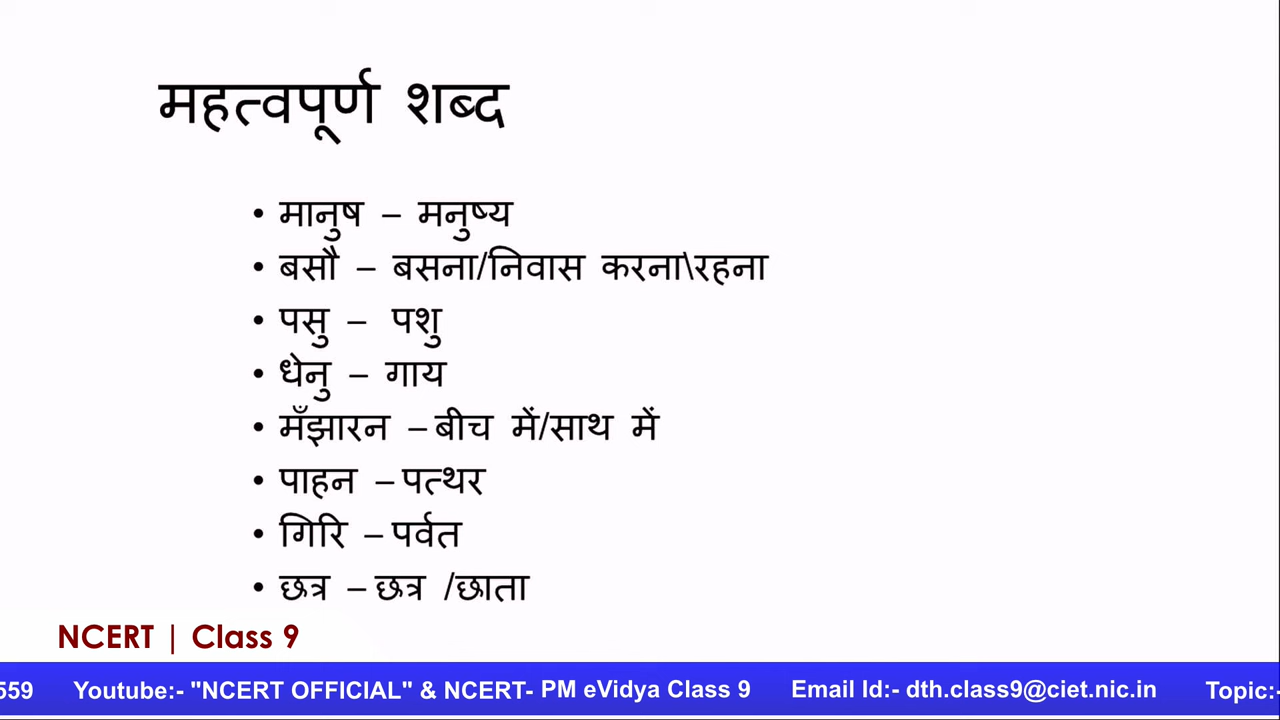 महत्वपूर्ण शब्द
• मानुष – मनुष्य
• बसौ – बसना/निवास करना\रहना
• पसु – पशु
• धेनु – गाय
• मँझारन – बीच में/साथ में
• पाहन – पत्थर
• गिरि – पर्वत
• छत्र – छत्र /छाता
NCERT | Class 9
559 Youtube:- "NCERT OFFICIAL" & NCERT- PM eVidya Class 9 Email Id:- dth.class9@ciet.nic.in Topic:-